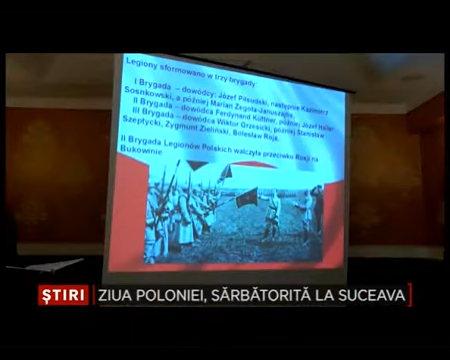 Legiony sformowano w trzy brygady
I Brygada – dowódcy: Józef Piłsudski, następnie Kazimierz
Sosnkowski, a później Marian Żegota-Januszajtis.
II Brygada – dowódca Ferdynand Küttner, później Józef Haller
III Brygada – dowódca Wiktor Grzesicki, później Stanisław
Szeptycki, Zygmunt Zieliński, Bolesław Roja.
II Brygada Legionów Polskich walczyła przeciwko Rosji na
Bukowinie
ȘTIRI ZIUA POLONIEI, SĂRBĂTORITĂ LA SUCEAVA